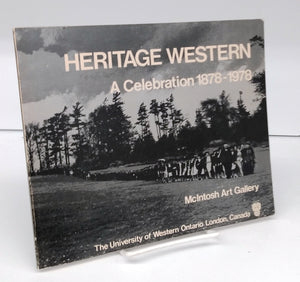 HERITAGE WESTERN
A Celebration 1878-1978
McIntosh Art Gallery
The University of Western Ontario, London, Canada